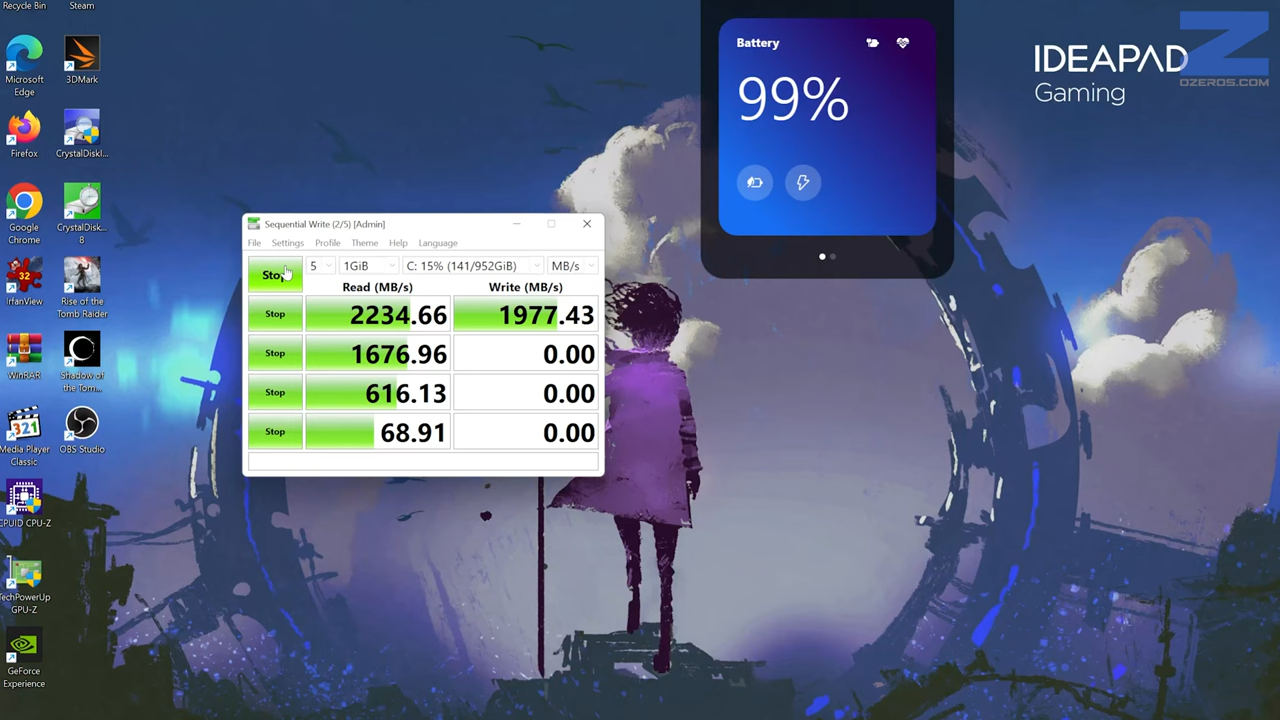 Recycle Bin
Steam
Microsoft
Edge
3DMark
Firefox
CrystalDiskI...
Google
Chrome
CrystalDisk...
8
32
IrfanView
Rise of the
Tomb Raider
WinRAR
Shadow of
the Tom...
321
Media Player
Classic
OBS Studio
CPUID CPU-Z
TechPowerUp
GPU-Z
GeForce
Experience
Sequential Write (2/5) [Admin]
File Settings Profile Theme Help Language
Stop 5 1GiB C: 15% (141/952GiB) MB/s
Read (MB/s) Write (MB/s)
Stop 2234.66 1977.43
Stop 1676.96 0.00
Stop 616.13 0.00
Stop 68.91 0.00
Battery
99%
IDEAPAD
Gaming
Z
OZEROS.COM